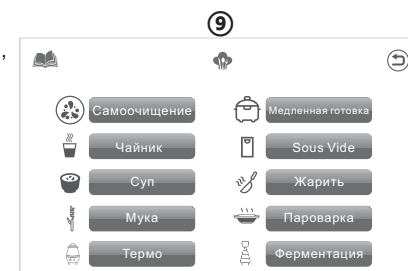 9
,
Самоочищение
Медленная готовка
Чайник
Sous Vide
Суп
Жарить
Мука
Пароварка
Термо
Ферментация